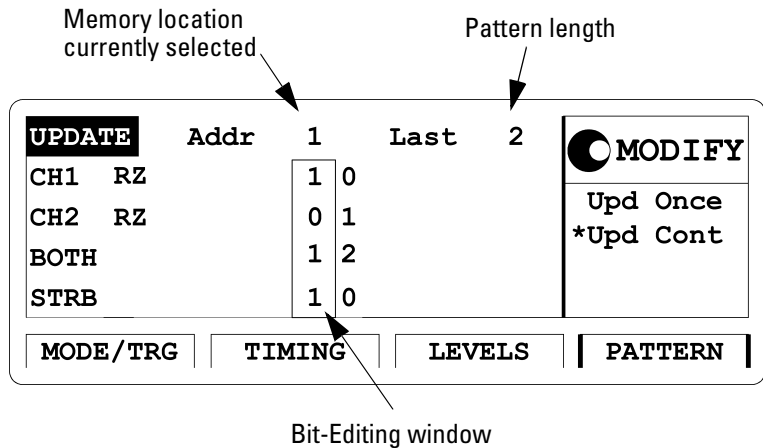 Memory location
currently selected
Pattern length
UPDATE Addr 1 Last 2
MODIFY
CH1 RZ 1 0
Upd Once
CH2 RZ 0 1
*Upd Cont
BOTH 1 2
STRB 1 0
MODE/TRG TIMING LEVELS PATTERN
Bit-Editing window